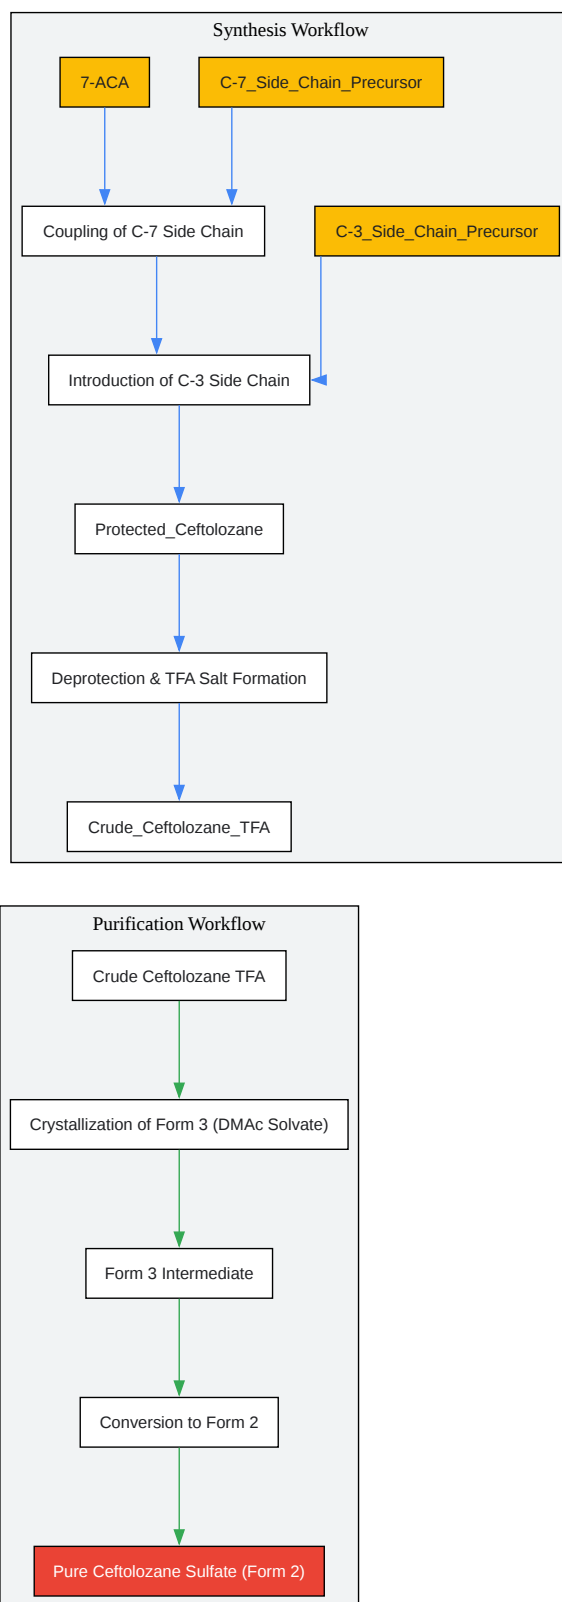 Synthesis Workflow
7-ACA
C-7_Side_Chain_Precursor
Coupling of C-7 Side Chain
C-3_Side_Chain_Precursor
Introduction of C-3 Side Chain
Protected_Ceftolozane
Deprotection & TFA Salt Formation
Crude_Ceftolozane_TFA
Purification Workflow
Crude Ceftolozane TFA
Crystallization of Form 3 (DMAc Solvate)
Form 3 Intermediate
Conversion to Form 2
Pure Ceftolozane Sulfate (Form 2)